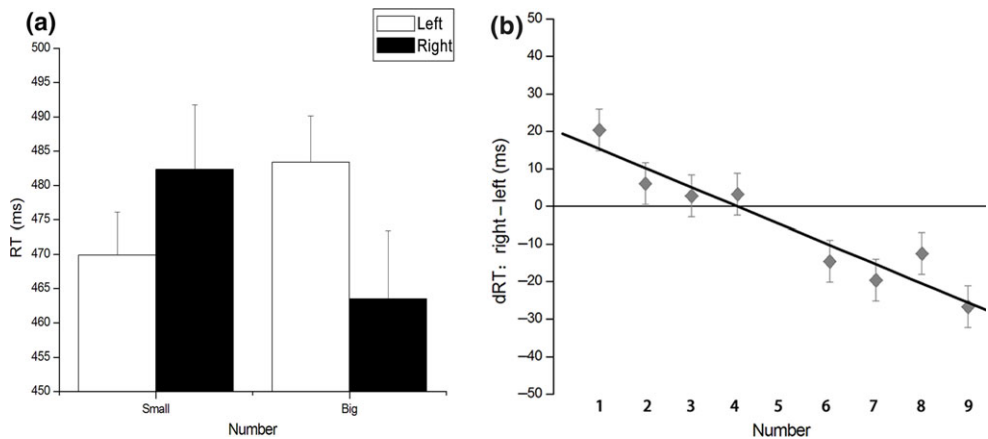 (a)
Left
Right
500
495
490
485
480
475
470
465
460
455
450
RT (ms)
Small
Big
Number
(b)
50
40
30
20
10
0
−10
−20
−30
−40
−50
dRT: right – left (ms)
1 2 3 4 5 6 7 8 9
Number